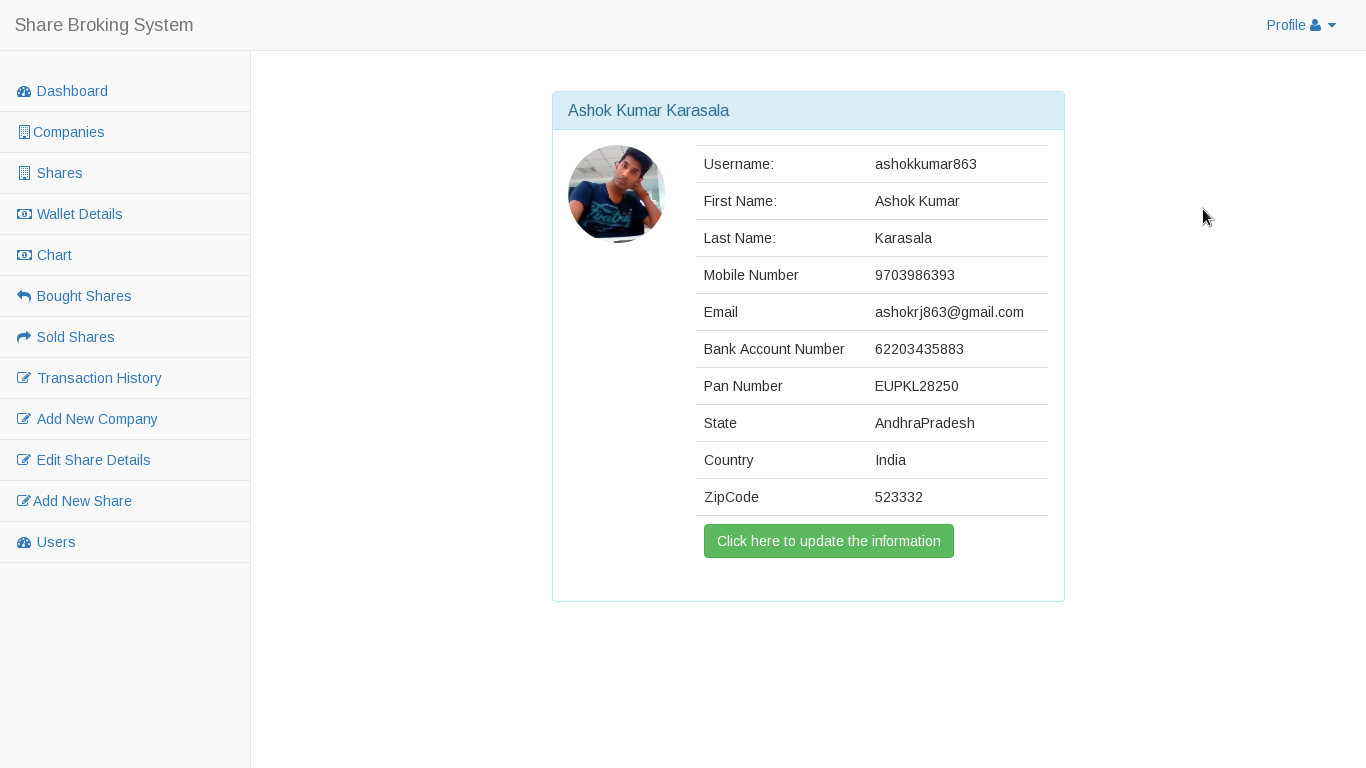 Share Broking System
Profile
Dashboard
Companies
Shares
Wallet Details
Chart
Bought Shares
Sold Shares
Transaction History
Add New Company
Edit Share Details
Add New Share
Users
Ashok Kumar Karasala
Username: ashokkumar863
First Name: Ashok Kumar
Last Name: Karasala
Mobile Number 9703986393
Email ashokrj863@gmail.com
Bank Account Number 62203435883
Pan Number EUPKL28250
State AndhraPradesh
Country India
ZipCode 523332
Click here to update the information